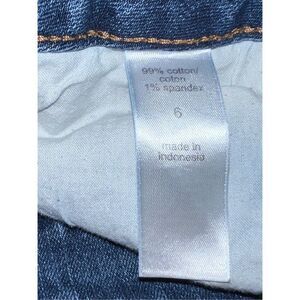 99% cotton/
coton
1% spandex
6
made in
indonesia